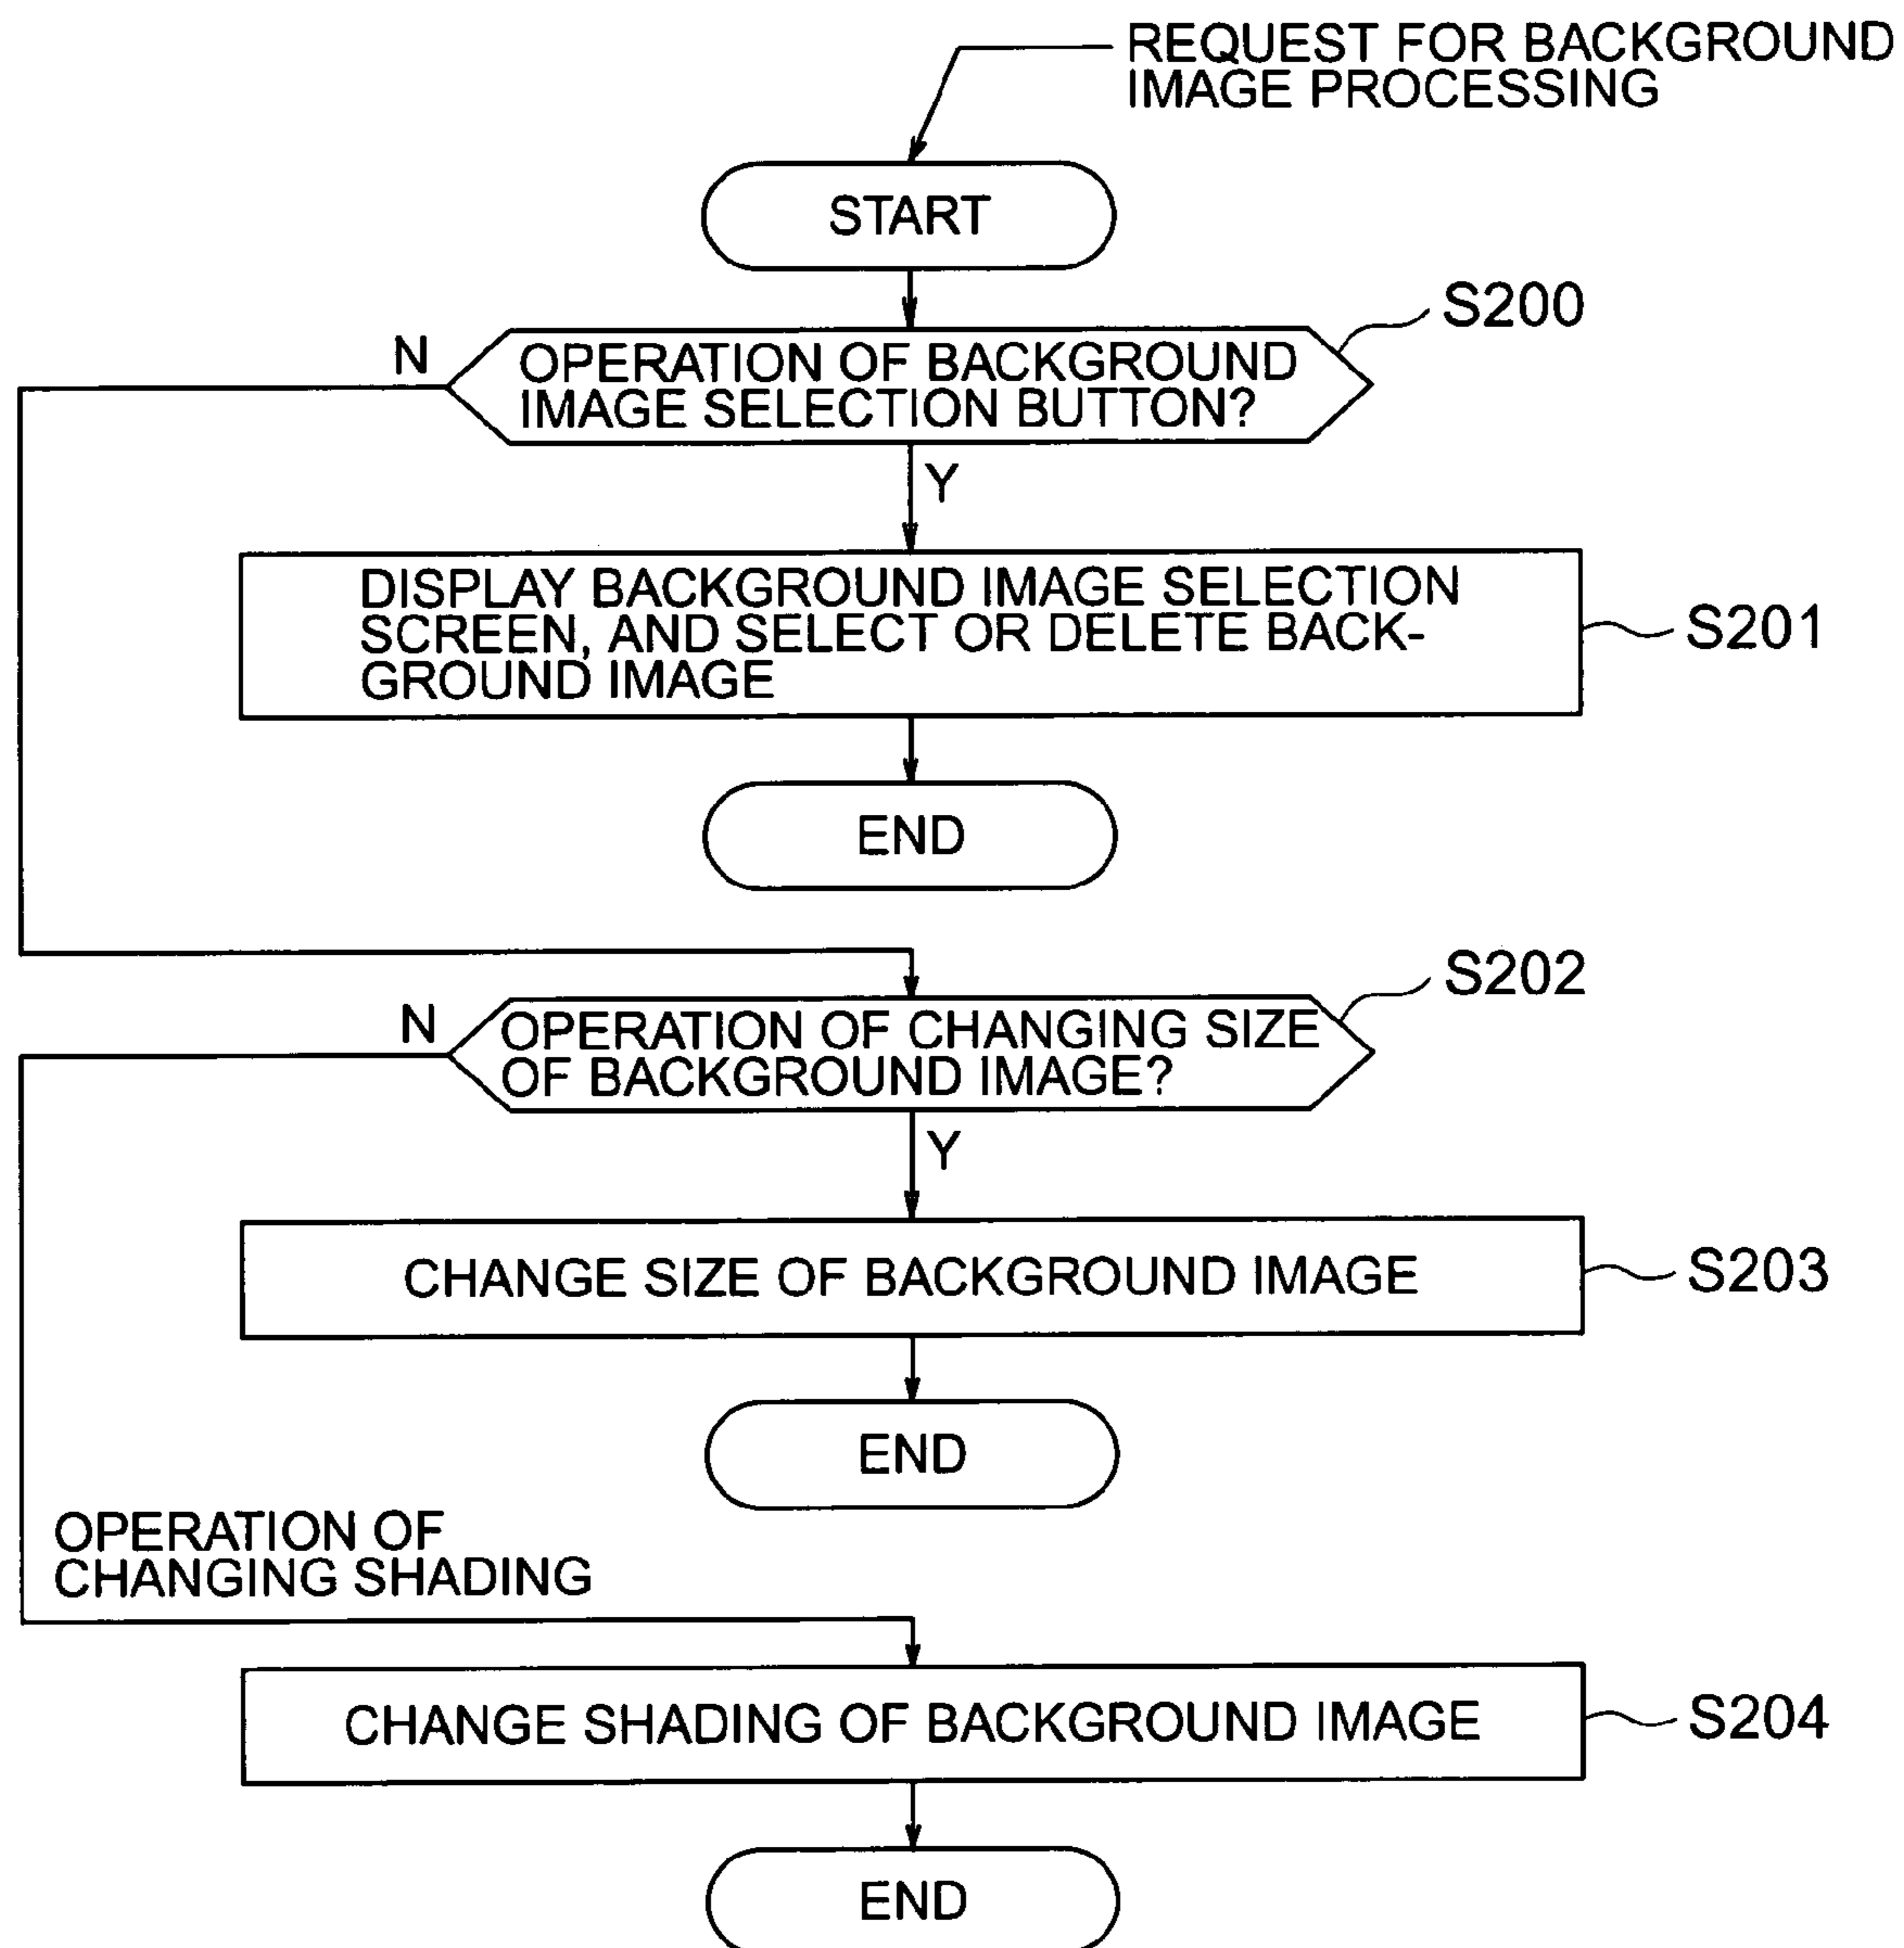 REQUEST FOR BACKGROUND
IMAGE PROCESSING
START
S200
N
OPERATION OF BACKGROUND
IMAGE SELECTION BUTTON?
Y
DISPLAY BACKGROUND IMAGE SELECTION
SCREEN, AND SELECT OR DELETE BACK-
GROUND IMAGE
S201
END
S202
N
OPERATION OF CHANGING SIZE
OF BACKGROUND IMAGE?
Y
CHANGE SIZE OF BACKGROUND IMAGE
S203
END
OPERATION OF
CHANGING SHADING
CHANGE SHADING OF BACKGROUND IMAGE
S204
END